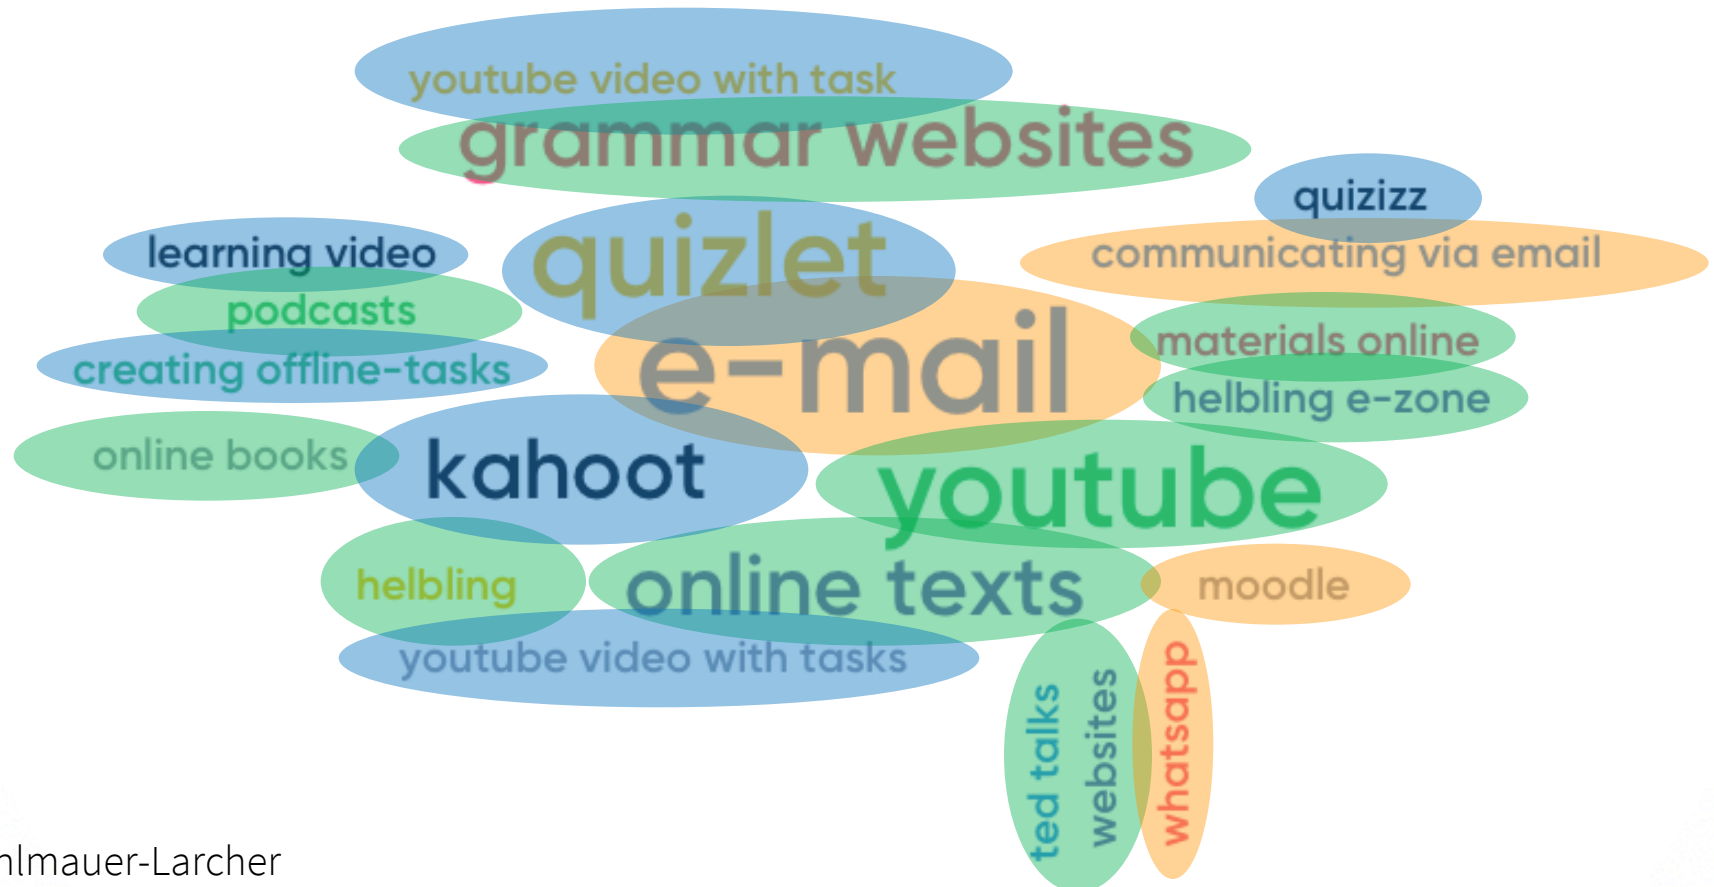 youtube video with task
grammar websites
quizizz
learning video
quizlet
communicating via email
podcasts
e-mail
materials online
creating offline-tasks
helbling e-zone
online books
kahoot
youtube
helbling
online texts
moodle
youtube video with tasks
ted talks
websites
whatsapp